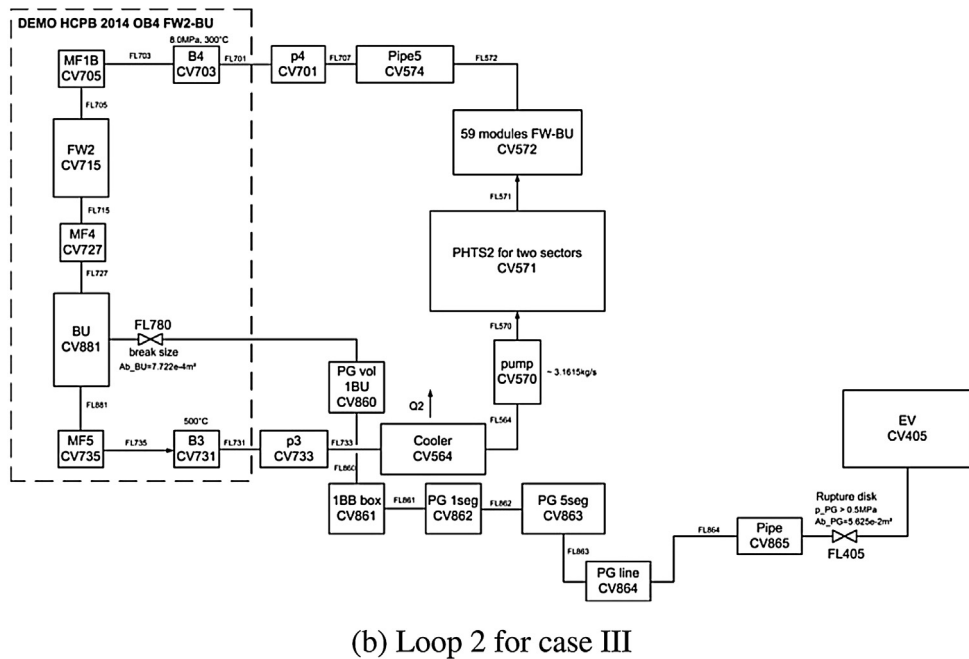 DEMO HCPB 2014 OB4 FW2-BU
8.0MPa, 300°C
MF1B
CV705
FL703
B4
CV703
FL701
p4
CV701
FL707
Pipe5
CV574
FL572
FL705
59 modules FW-BU
CV572
FW2
CV715
FL571
FL715
MF4
CV727
PHTS2 for two sectors
CV571
FL727
BU
CV881
FL780
break size
Ab_BU=7.722e-4m²
FL570
pump
CV570
~ 3.1615kg/s
PG vol
1BU
CV860
Q2
FL881
FL564
EV
CV405
500°C
MF5
CV735
FL735
B3
CV731
FL731
p3
CV733
FL733
Cooler
CV564
FL860
1BB box
CV861
FL861
PG 1seg
CV862
FL862
PG 5seg
CV863
Rupture disk
p_PG > 0.5MPa
Ab_PG=5.625e-2m²
FL864
Pipe
CV865
FL405
FL863
PG line
CV864
(b) Loop 2 for case III